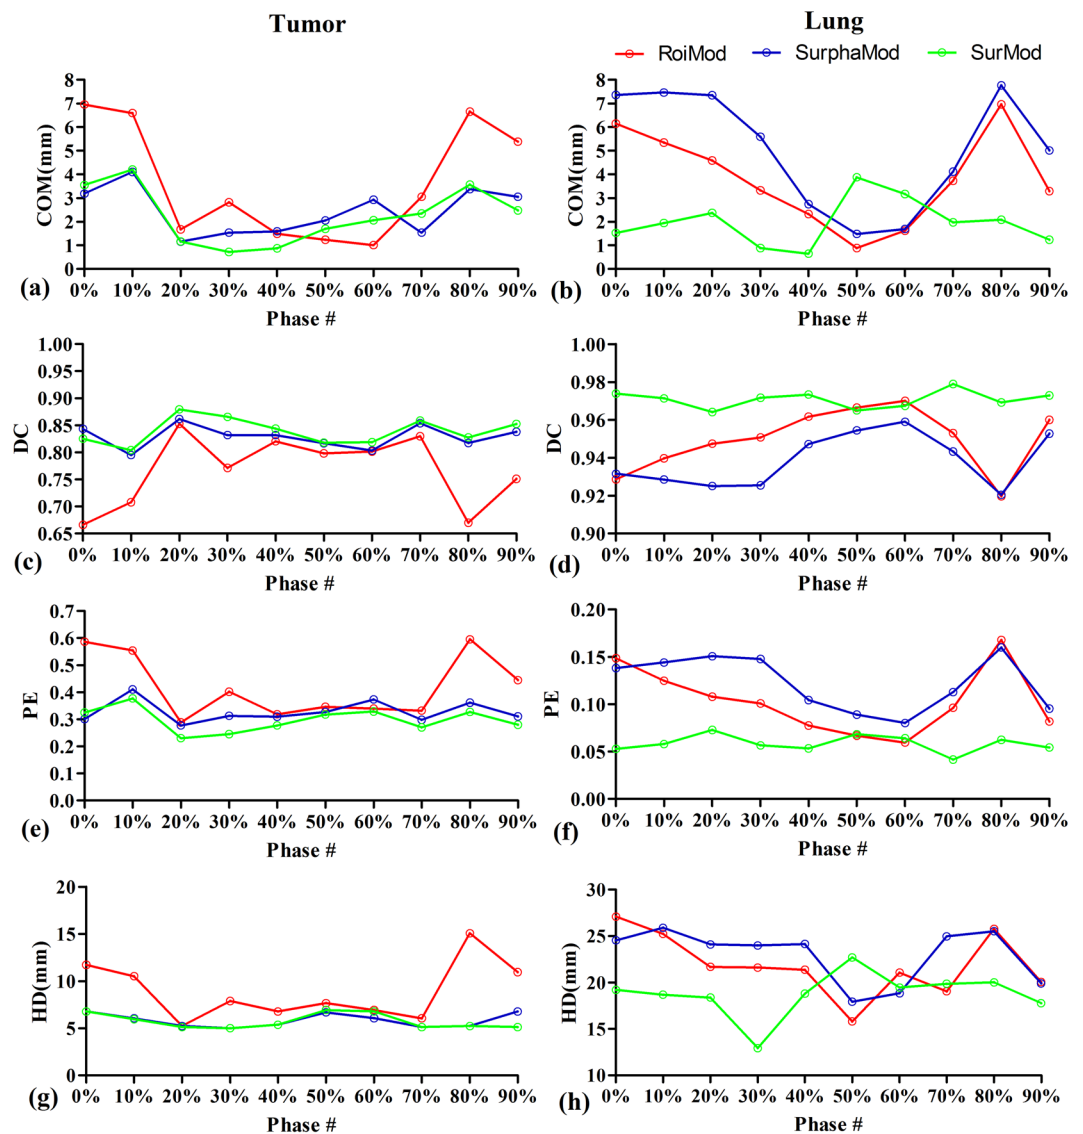 Tumor
Lung
RoiMod SurphaMod SurMod
COM(mm)
8
7
6
5
4
3
2
1
0
0% 10% 20% 30% 40% 50% 60% 70% 80% 90%
Phase #
(a)
COM(mm)
8
7
6
5
4
3
2
1
0
0% 10% 20% 30% 40% 50% 60% 70% 80% 90%
Phase #
(b)
DC
1.00
0.95
0.90
0.85
0.80
0.75
0.70
0.65
0% 10% 20% 30% 40% 50% 60% 70% 80% 90%
Phase #
(c)
DC
1.00
0.98
0.96
0.94
0.92
0.90
0% 10% 20% 30% 40% 50% 60% 70% 80% 90%
Phase #
(d)
PE
0.7
0.6
0.5
0.4
0.3
0.2
0.1
0.0
0% 10% 20% 30% 40% 50% 60% 70% 80% 90%
Phase #
(e)
PE
0.20
0.15
0.10
0.05
0.00
0% 10% 20% 30% 40% 50% 60% 70% 80% 90%
Phase #
(f)
HD(mm)
20
15
10
5
0
0% 10% 20% 30% 40% 50% 60% 70% 80% 90%
Phase #
(g)
HD(mm)
30
25
20
15
10
0% 10% 20% 30% 40% 50% 60% 70% 80% 90%
Phase #
(h)